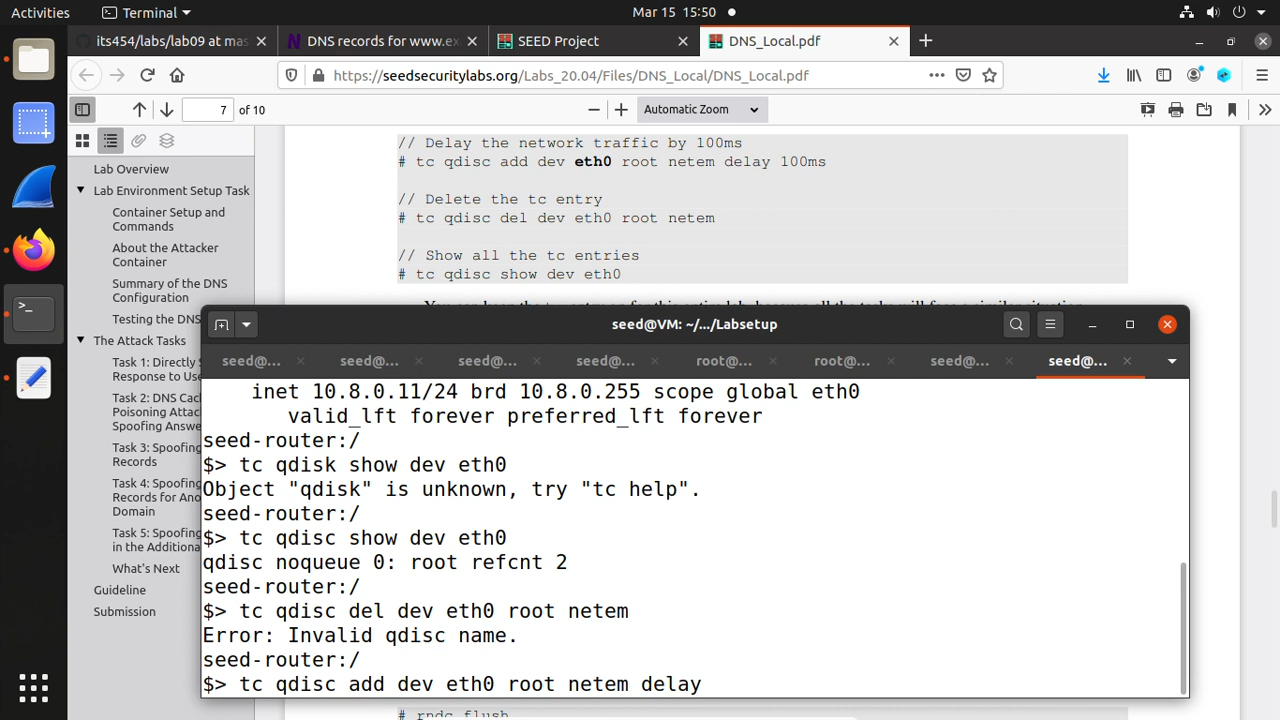 Activities
Terminal
Mar 15 15:50
its454/labs/lab09 at mas
DNS records for www.ex
SEED Project
DNS_Local.pdf
https://seedsecuritylabs.org/Labs_20.04/Files/DNS_Local/DNS_Local.pdf
7 of 10
Automatic Zoom
Lab Overview
Lab Environment Setup Task
Container Setup and
Commands
About the Attacker
Container
Summary of the DNS
Configuration
Testing the DNS
The Attack Tasks
Task 1: Directly S
Response to Use
Task 2: DNS Cac
Poisoning Attac
Spoofing Answe
Task 3: Spoofing
Records
Task 4: Spoofing
Records for Ano
Domain
Task 5: Spoofing
in the Additiona
What's Next
Guideline
Submission
// Delay the network traffic by 100ms
# tc qdisc add dev eth0 root netem delay 100ms
// Delete the tc entry
# tc qdisc del dev eth0 root netem
// Show all the tc entries
# tc qdisc show dev eth0
seed@VM: ~/.../Labsetup
seed@...
seed@...
seed@...
seed@...
root@...
root@...
seed@...
seed@...
inet 10.8.0.11/24 brd 10.8.0.255 scope global eth0
valid_lft forever preferred_lft forever
seed-router:/
$> tc qdisk show dev eth0
Object "qdisk" is unknown, try "tc help".
seed-router:/
$> tc qdisc show dev eth0
qdisc noqueue 0: root refcnt 2
seed-router:/
$> tc qdisc del dev eth0 root netem
Error: Invalid qdisc name.
seed-router:/
$> tc qdisc add dev eth0 root netem delay
# rndc flush